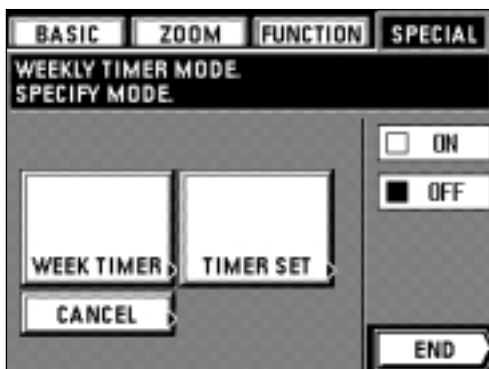 BASIC ZOOM FUNCTION SPECIAL
WEEKLY TIMER MODE.
SPECIFY MODE.
ON
OFF
WEEK TIMER TIMER SET
CANCEL
END